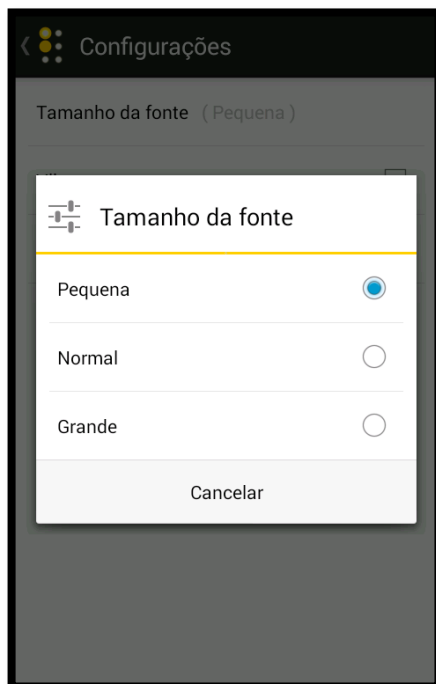 Configurações
Tamanho da fonte ( Pequena )
Tamanho da fonte
Pequena
Normal
Grande
Cancelar